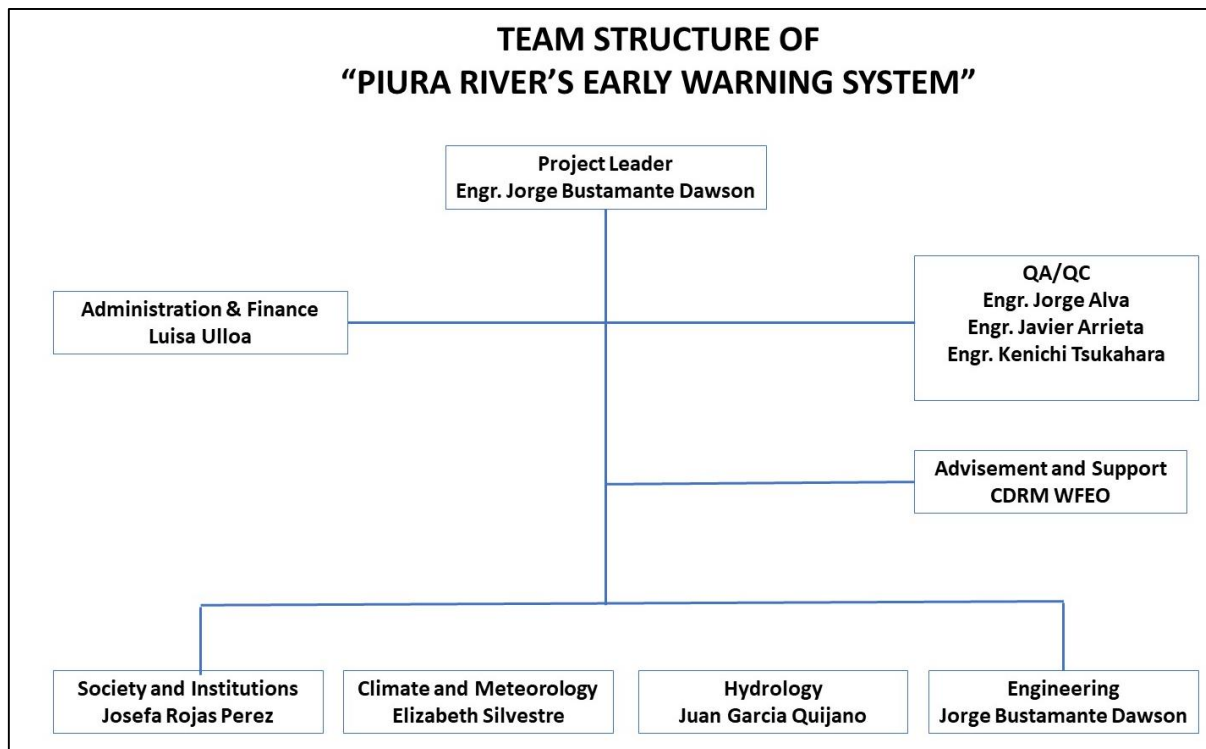 TEAM STRUCTURE OF
“PIURA RIVER’S EARLY WARNING SYSTEM”
Project Leader
Engr. Jorge Bustamante Dawson
Administration & Finance
Luisa Ulloa
QA/QC
Engr. Jorge Alva
Engr. Javier Arrieta
Engr. Kenichi Tsukahara
Advisement and Support
CDRM WFEO
Society and Institutions
Josefa Rojas Perez
Climate and Meteorology
Elizabeth Silvestre
Hydrology
Juan Garcia Quijano
Engineering
Jorge Bustamante Dawson